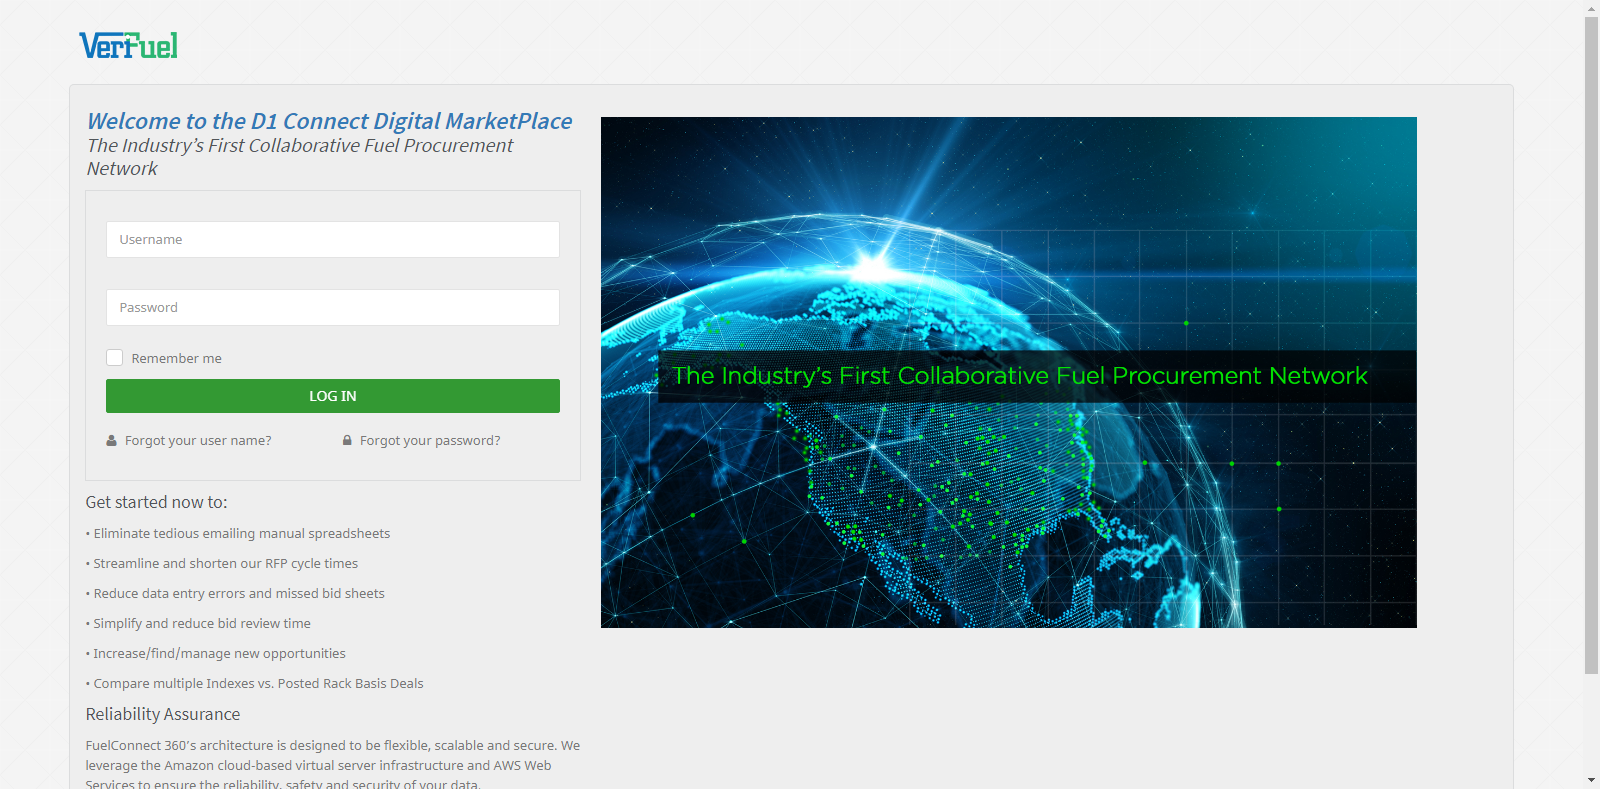 VeriFuel
Welcome to the D1 Connect Digital MarketPlace
The Industry’s First Collaborative Fuel Procurement
Network
Username
Password
Remember me
LOG IN
Forgot your user name?
Forgot your password?
Get started now to:
• Eliminate tedious emailing manual spreadsheets
• Streamline and shorten our RFP cycle times
• Reduce data entry errors and missed bid sheets
• Simplify and reduce bid review time
• Increase/find/manage new opportunities
• Compare multiple Indexes vs. Posted Rack Basis Deals
Reliability Assurance
FuelConnect 360’s architecture is designed to be flexible, scalable and secure. We
leverage the Amazon cloud-based virtual server infrastructure and AWS Web
Services to ensure the reliability, safety and security of your data.
The Industry’s First Collaborative Fuel Procurement Network